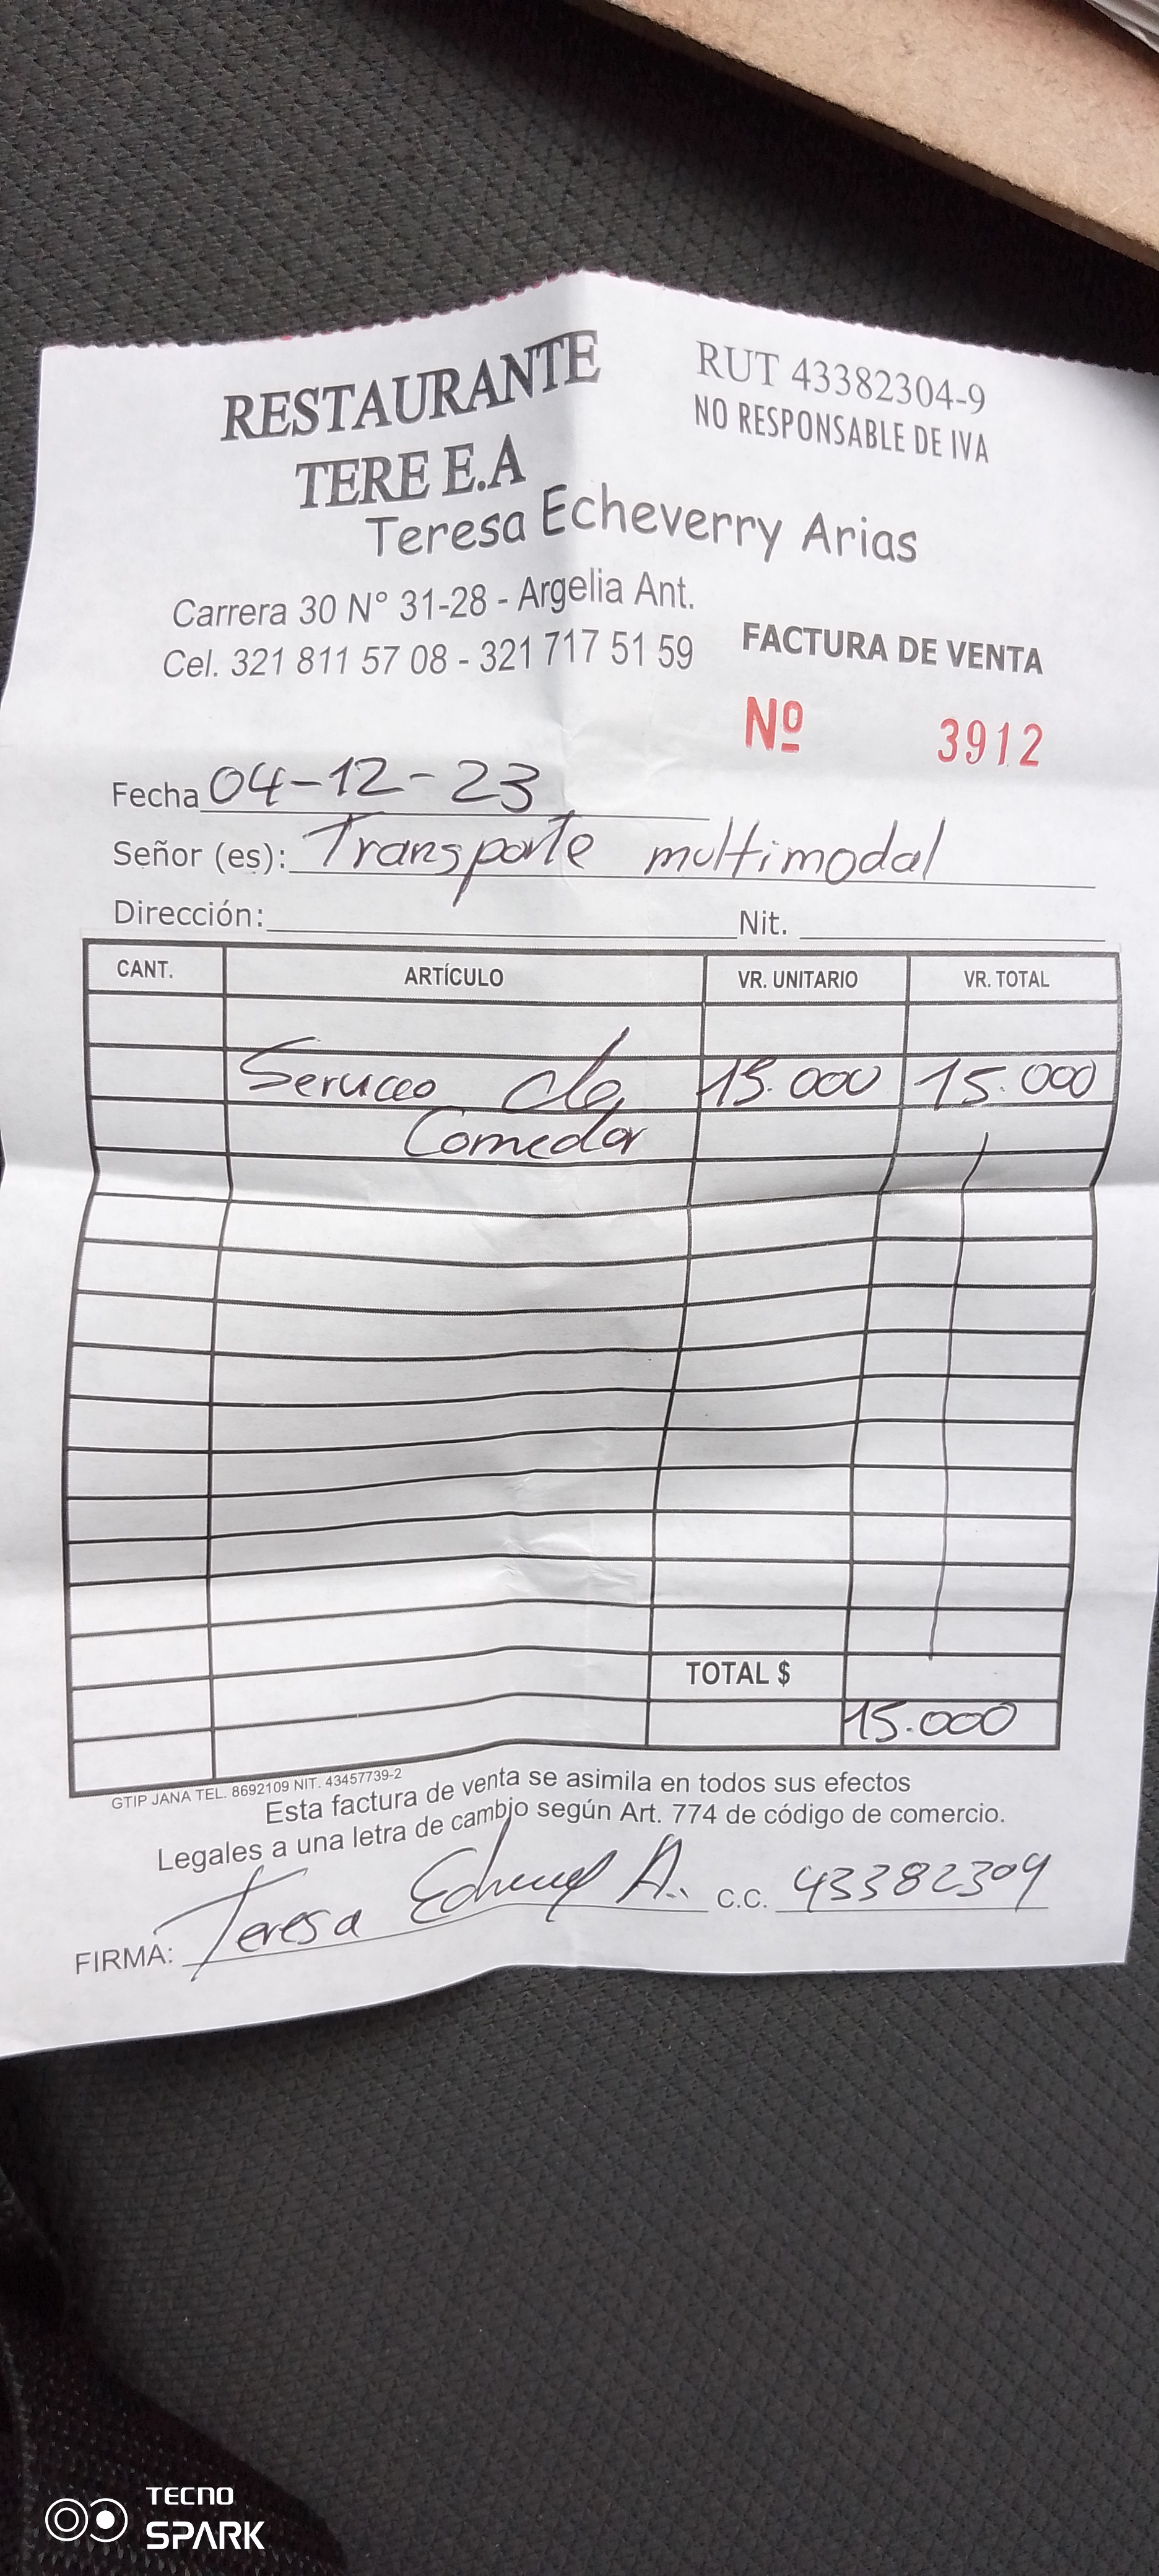 RESTAURANTE
TERE E.A
RUT 43382304-9
NO RESPONSABLE DE IVA
Teresa Echeverry Arias
Carrera 30 N° 31-28 - Argelia Ant.
Cel. 321 811 57 08 - 321 717 51 59
FACTURA DE VENTA
Nº 3912
Fecha 04-12-23
Señor (es): Transporte multimodal
Dirección: Nit.
CANT. ARTÍCULO VR. UNITARIO VR. TOTAL
Servicio de 15.000 15.000
Comedor
TOTAL $
15.000
GTIP JANA TEL. 8692109 NIT. 43457739-2
Esta factura de venta se asimila en todos sus efectos
Legales a una letra de cambio según Art. 774 de código de comercio.
FIRMA: Teresa A. C.C. 43382304
TECNO
SPARK